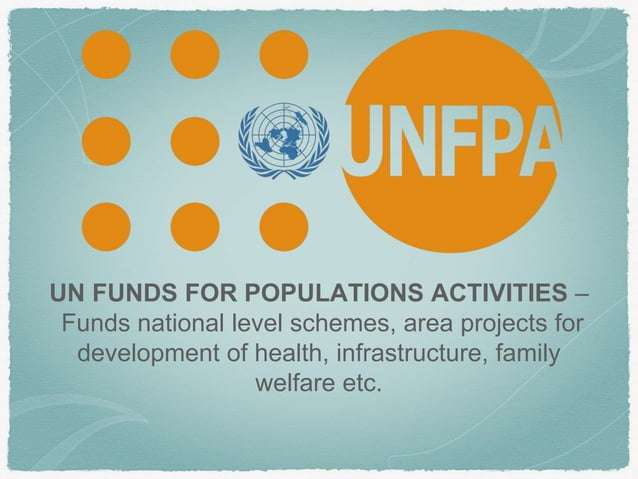 UNFPA
UN FUNDS FOR POPULATIONS ACTIVITIES –
Funds national level schemes, area projects for
development of health, infrastructure, family
welfare etc.